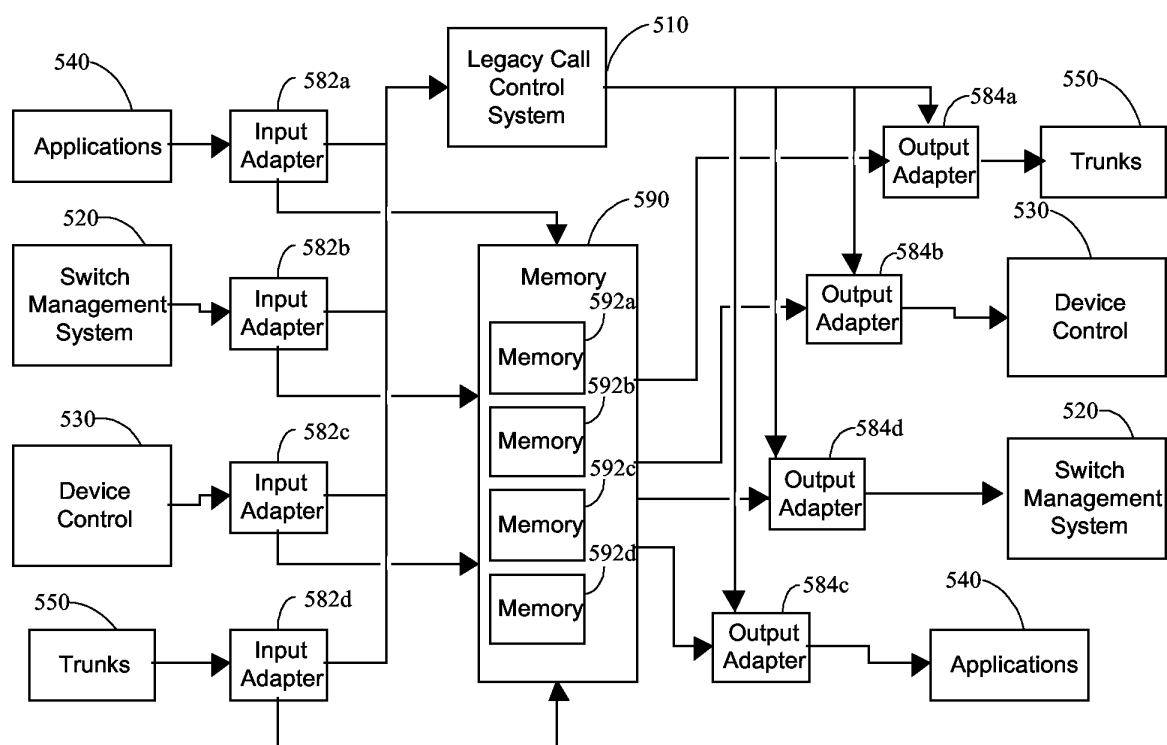 510
Legacy Call
Control
System
540
Applications
582a
Input
Adapter
584a
Output
Adapter
550
Trunks
520
Switch
Management
System
582b
Input
Adapter
590
Memory
592a
Memory
592b
Memory
592c
Memory
592d
Memory
584b
Output
Adapter
530
Device
Control
530
Device
Control
582c
Input
Adapter
584d
Output
Adapter
520
Switch
Management
System
550
Trunks
582d
Input
Adapter
584c
Output
Adapter
540
Applications